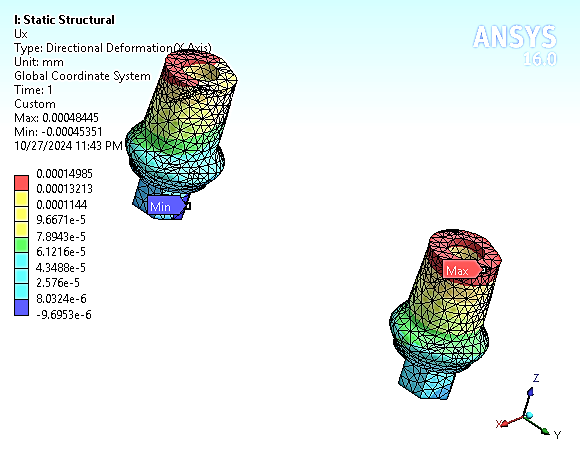 I: Static Structural
Ux
Type: Directional Deformation(X Axis)
Unit: mm
Global Coordinate System
Time: 1
Custom
Max: 0.00048445
Min: -0.00045351
10/27/2024 11:43 PM
ANSYS
16.0
0.00014985
0.00013213
0.0001144
9.6671e-5
7.8943e-5
6.1216e-5
4.3488e-5
2.576e-5
8.0324e-6
-9.6953e-6
Min
Max
Z
X
Y